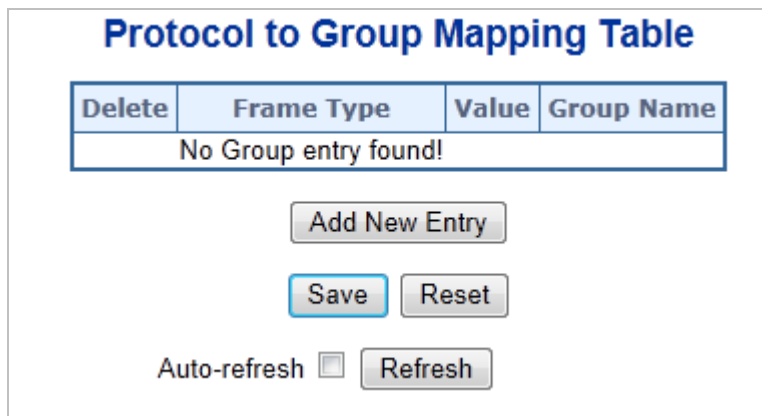 Protocol to Group Mapping Table
Delete Frame Type Value Group Name
No Group entry found!
Add New Entry
Save Reset
Auto-refresh Refresh